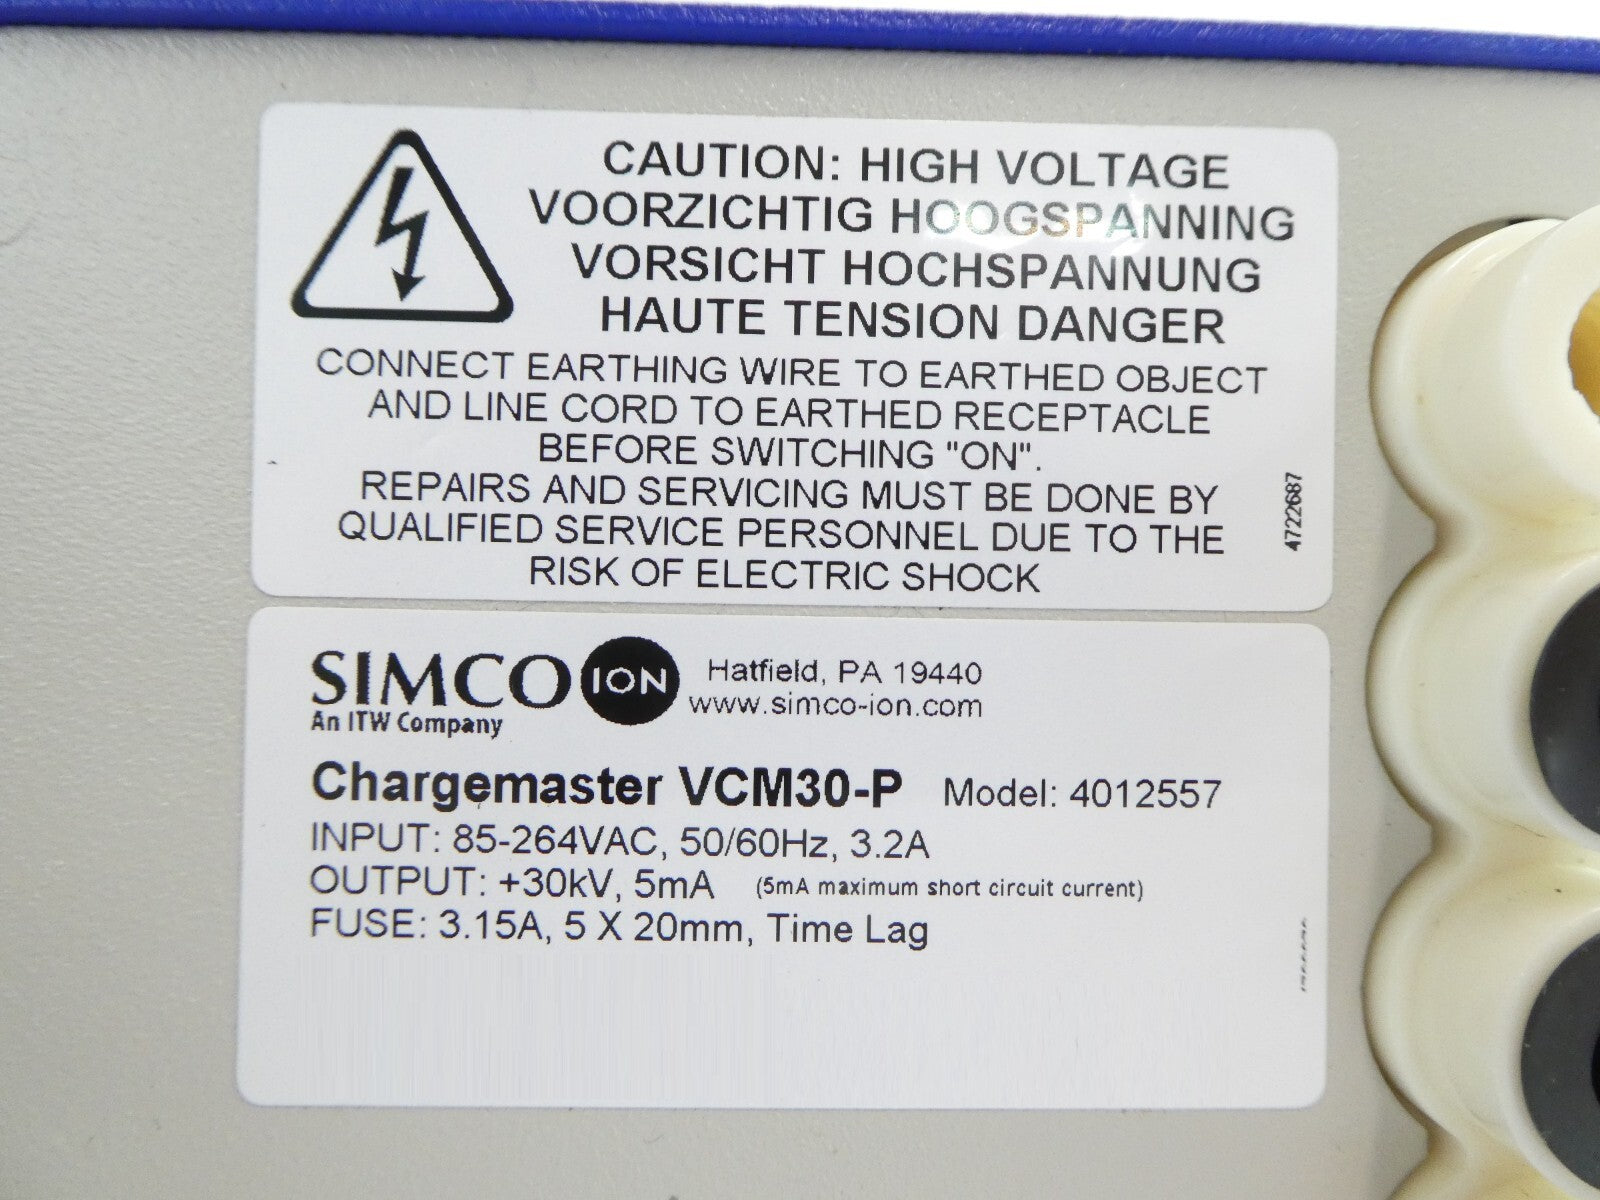 CAUTION: HIGH VOLTAGE
VOORZICHTIG HOOGSPANNING
VORSICHT HOCHSPANNUNG
HAUTE TENSION DANGER
CONNECT EARTHING WIRE TO EARTHED OBJECT
AND LINE CORD TO EARTHED RECEPTACLE
BEFORE SWITCHING "ON".
REPAIRS AND SERVICING MUST BE DONE BY
QUALIFIED SERVICE PERSONNEL DUE TO THE
RISK OF ELECTRIC SHOCK
4722687
SIMCO ION
An ITW Company
Hatfield, PA 19440
www.simco-ion.com
Chargemaster VCM30-P Model: 4012557
INPUT: 85-264VAC, 50/60Hz, 3.2A
OUTPUT: +30kV, 5mA (5mA maximum short circuit current)
FUSE: 3.15A, 5 X 20mm, Time Lag